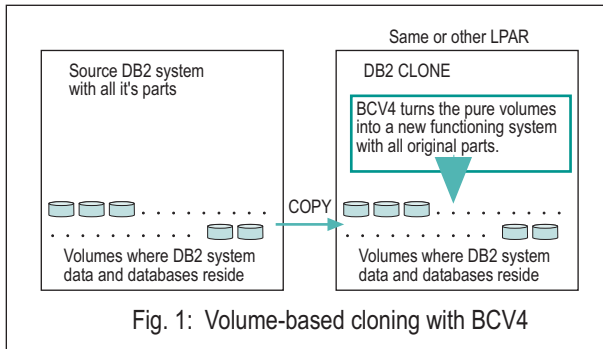 Same or other LPAR
Source DB2 system
with all it's parts
DB2 CLONE
BCV4 turns the pure volumes
into a new functioning system
with all original parts.
COPY
Volumes where DB2 system
data and databases reside
Volumes where DB2 system
data and databases reside
Fig. 1: Volume-based cloning with BCV4